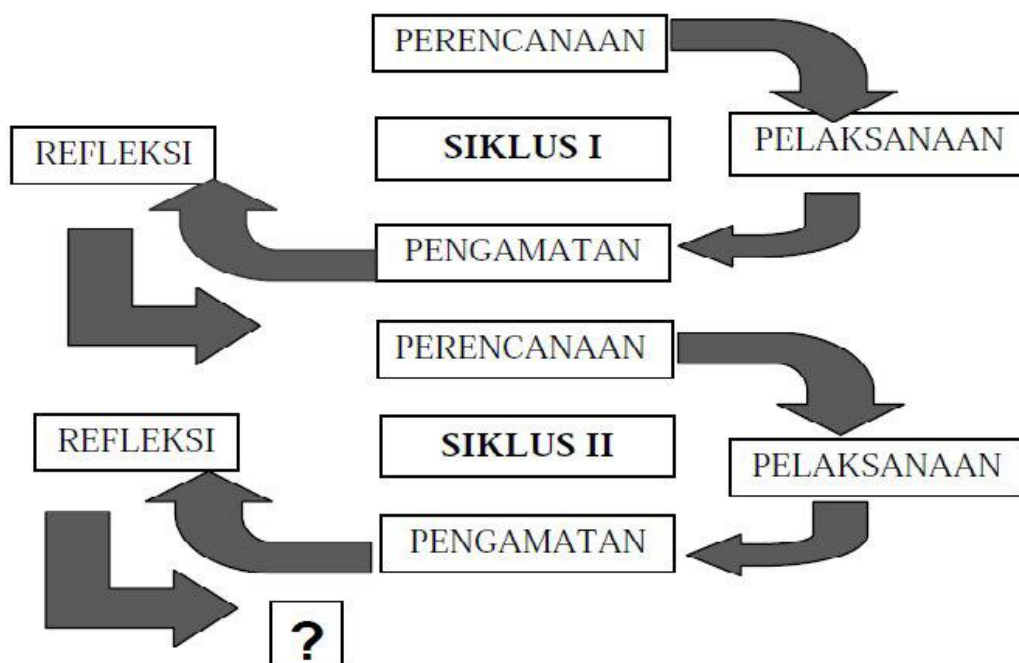 PERENCANAAN
PELAKSANAAN
REFLEKSI
SIKLUS I
PENGAMATAN
PERENCANAAN
REFLEKSI
SIKLUS II
PELAKSANAAN
PENGAMATAN
?